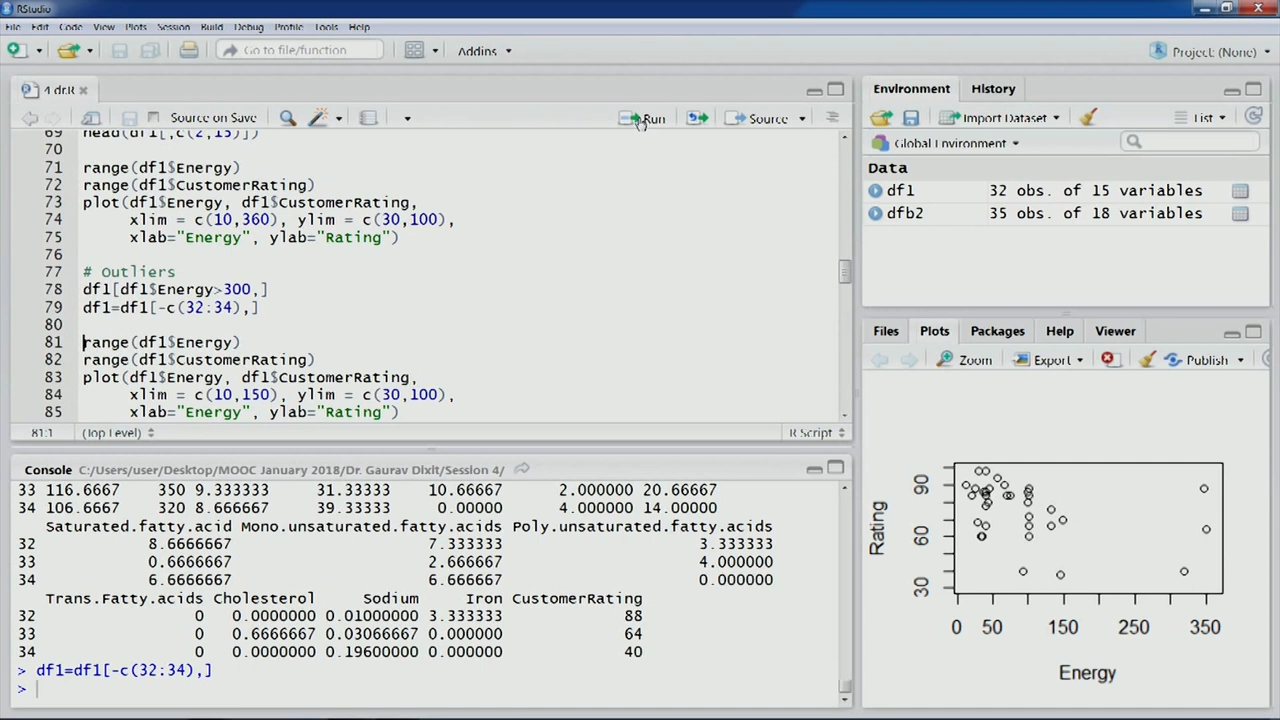 RStudio
File Edit Code View Plots Session Build Debug Profile Tools Help
Go to file/function Addins Project: (None)
4 dr.R
Source on Save Run Source
69 head(df1[,c(2,15)])
70
71 range(df1$Energy)
72 range(df1$CustomerRating)
73 plot(df1$Energy, df1$CustomerRating,
74 xlim = c(10,360), ylim = c(30,100),
75 xlab="Energy", ylab="Rating")
76
77 # Outliers
78 df1[df1$Energy>300,]
79 df1=df1[-c(32:34),]
80
81 range(df1$Energy)
82 range(df1$CustomerRating)
83 plot(df1$Energy, df1$CustomerRating,
84 xlim = c(10,150), ylim = c(30,100),
85 xlab="Energy", ylab="Rating")
81:1 (Top Level) R Script
Console C:/Users/user/Desktop/MOOC January 2018/Dr. Gaurav Dixit/Session 4/
33 116.6667 350 9.333333 31.33333 10.66667 2.000000 20.66667
34 106.6667 320 8.666667 39.33333 0.00000 4.000000 14.00000
Saturated.fatty.acid Mono.unsaturated.fatty.acids Poly.unsaturated.fatty.acids
32 8.6666667 7.333333 3.333333
33 0.6666667 2.666667 4.000000
34 6.6666667 6.666667 0.000000
Trans.Fatty.acids Cholesterol Sodium Iron CustomerRating
32 0 0.0000000 0.01000000 3.333333 88
33 0 0.6666667 0.03066667 0.000000 64
34 0 0.0000000 0.19600000 0.000000 40
> df1=df1[-c(32:34),]
>
Environment History
Import Dataset List
Global Environment
Data
df1 32 obs. of 15 variables
dfb2 35 obs. of 18 variables
Files Plots Packages Help Viewer
Zoom Export Publish
90
60
30
Rating
0 50 150 250 350
Energy